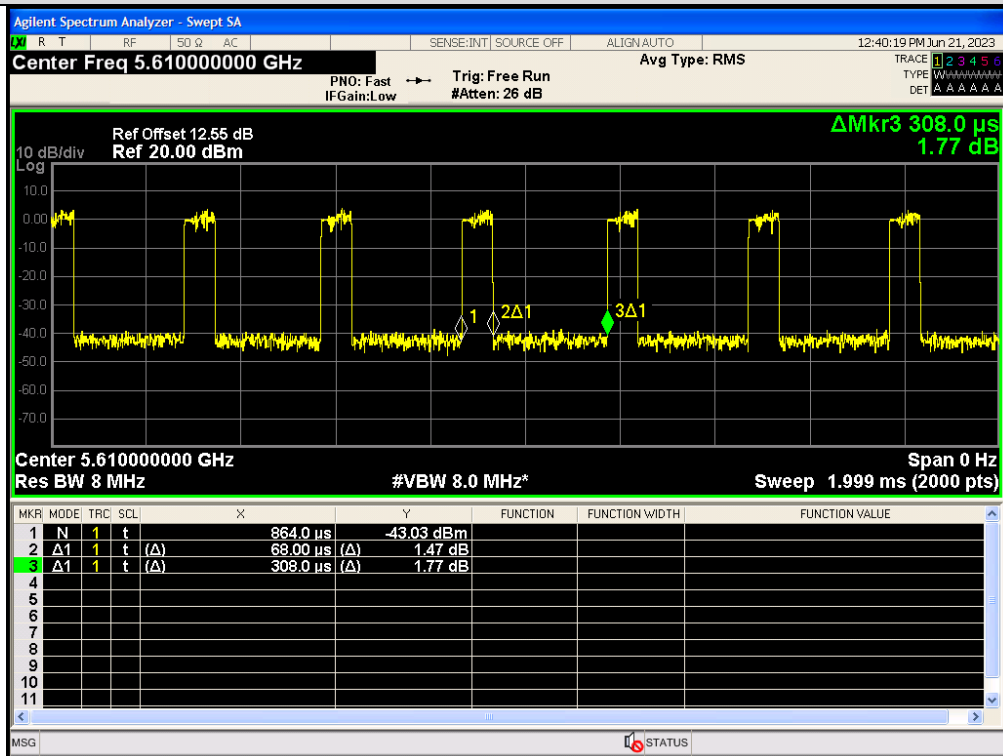 Agilent Spectrum Analyzer - Swept SA
LXI R T RF 50 Ω AC SENSE:INT SOURCE OFF ALIGN AUTO 12:40:19 PM Jun 21, 2023
Center Freq 5.610000000 GHz
PNO: Fast
IFGain:Low
Trig: Free Run
#Atten: 26 dB
Avg Type: RMS
TRACE 1 2 3 4 5 6
TYPE W
DET A A A A A A
ΔMkr3 308.0 µs
1.77 dB
Ref Offset 12.55 dB
10 dB/div Ref 20.00 dBm
Log
10.0
0.00
-10.0
-20.0
-30.0
-40.0
-50.0
-60.0
-70.0
1
2Δ1
3Δ1
Center 5.610000000 GHz Span 0 Hz
Res BW 8 MHz #VBW 8.0 MHz* Sweep 1.999 ms (2000 pts)
MKR MODE TRC SCL X Y FUNCTION FUNCTION WIDTH FUNCTION VALUE
1 N 1 t 864.0 µs -43.03 dBm
2 Δ1 1 t (Δ) 68.00 µs (Δ) 1.47 dB
3 Δ1 1 t (Δ) 308.0 µs (Δ) 1.77 dB
4
5
6
7
8
9
10
11
MSG STATUS